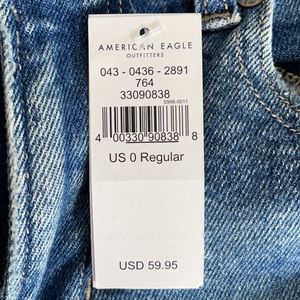 AMERICAN EAGLE
OUTFITTERS
043 - 0436 - 2891
764
33090838
5996-0011
4 00330 90838 8
US 0 Regular
USD 59.95